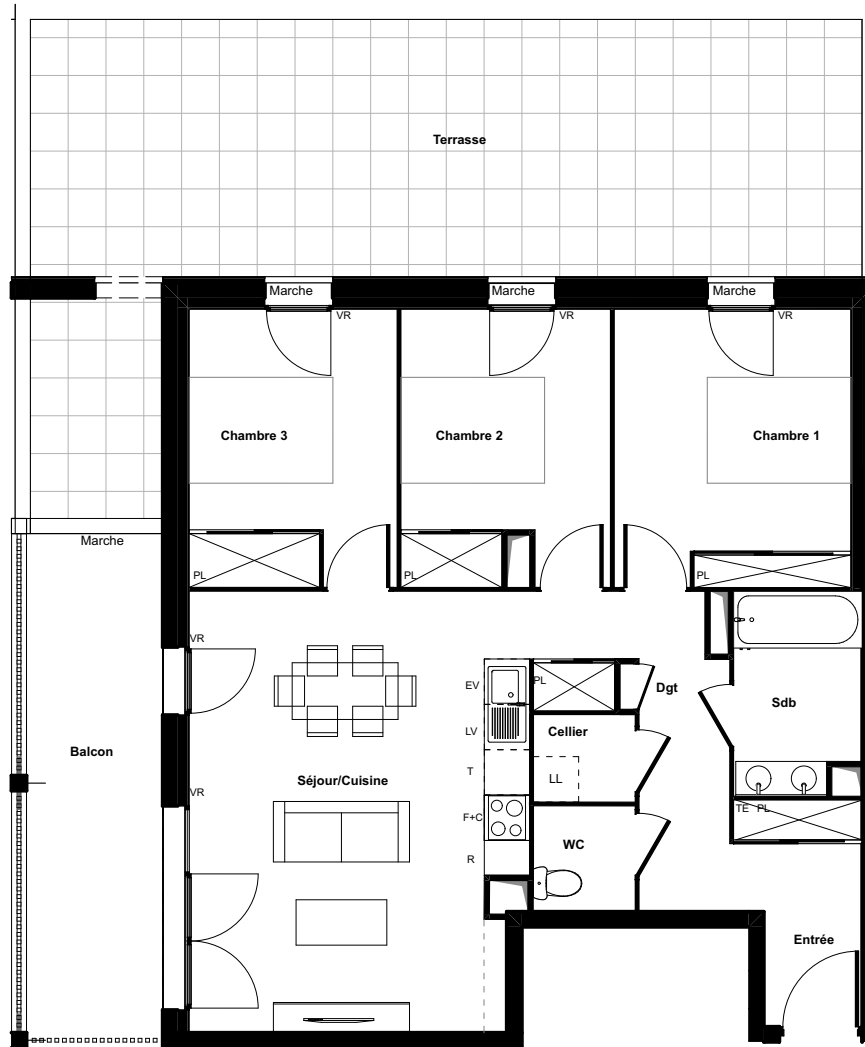 Terrasse
Marche Marche Marche
VR VR VR
Chambre 3 Chambre 2 Chambre 1
Marche
PL PL PL
VR
EV PL Dgt
Sdb
LV Cellier
Balcon
T LL
Séjour/Cuisine
VR
TE PL
F+C
WC
R
Entrée